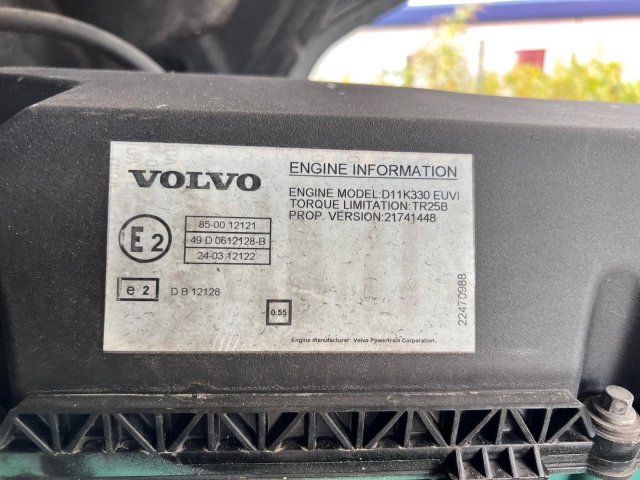 VOLVO
ENGINE INFORMATION
ENGINE MODEL:D11K330 EUVI
TORQUE LIMITATION:TR25B
PROP. VERSION:21741448
E2
85-00 12121
49 D 0612128-B
24-03 12122
e 2
D B 12128
0.55
22470988
Engine manufacturer: Volvo Powertrain Corporation.